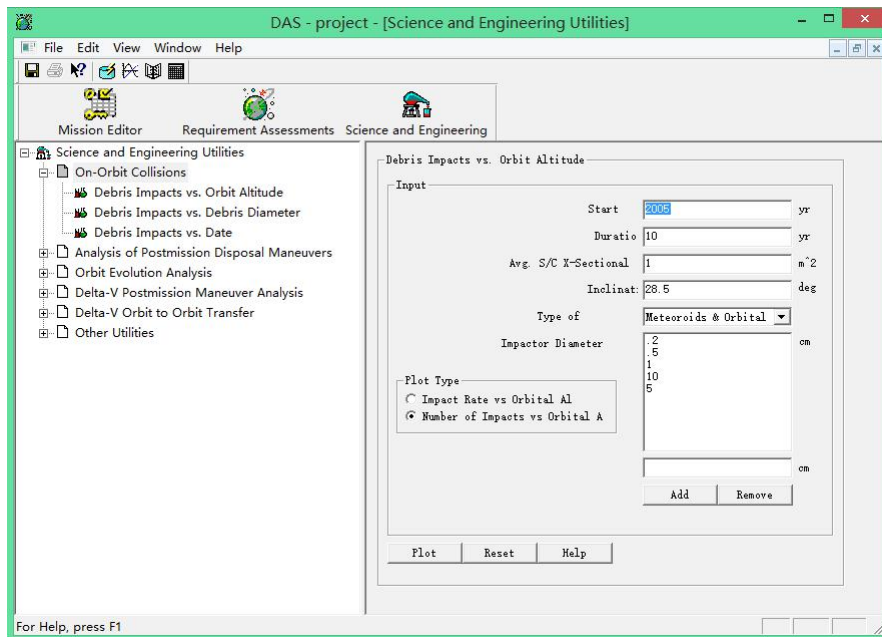 DAS - project - [Science and Engineering Utilities]
File Edit View Window Help
Mission Editor Requirement Assessments Science and Engineering
Science and Engineering Utilities
On-Orbit Collisions
Debris Impacts vs. Orbit Altitude
Debris Impacts vs. Debris Diameter
Debris Impacts vs. Date
Analysis of Postmission Disposal Maneuvers
Orbit Evolution Analysis
Delta-V Postmission Maneuver Analysis
Delta-V Orbit to Orbit Transfer
Other Utilities
Debris Impacts vs. Orbit Altitude
Input
Start 2005 yr
Duratio 10 yr
Avg. S/C X-Sectional 1 m^2
Inclinat: 28.5 deg
Type of Meteoroids & Orbital
Impactor Diameter .2 cm
.5
1
10
5
Plot Type
Impact Rate vs Orbital Al
Number of Impacts vs Orbital A
cm
Add Remove
Plot Reset Help
For Help, press F1